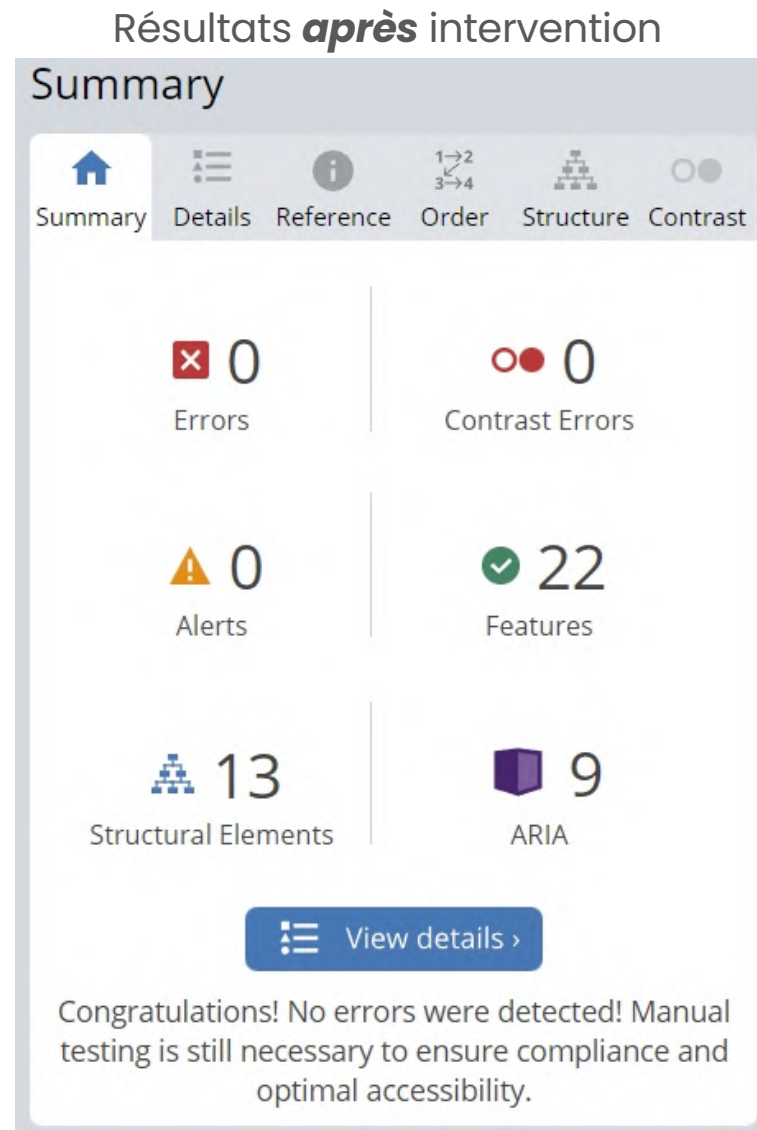 Résultats après intervention
Summary
1→2
3→4
Summary Details Reference Order Structure Contrast
0 0
Errors Contrast Errors
0 22
Alerts Features
13 9
Structural Elements ARIA
View details ›
Congratulations! No errors were detected! Manual
testing is still necessary to ensure compliance and
optimal accessibility.